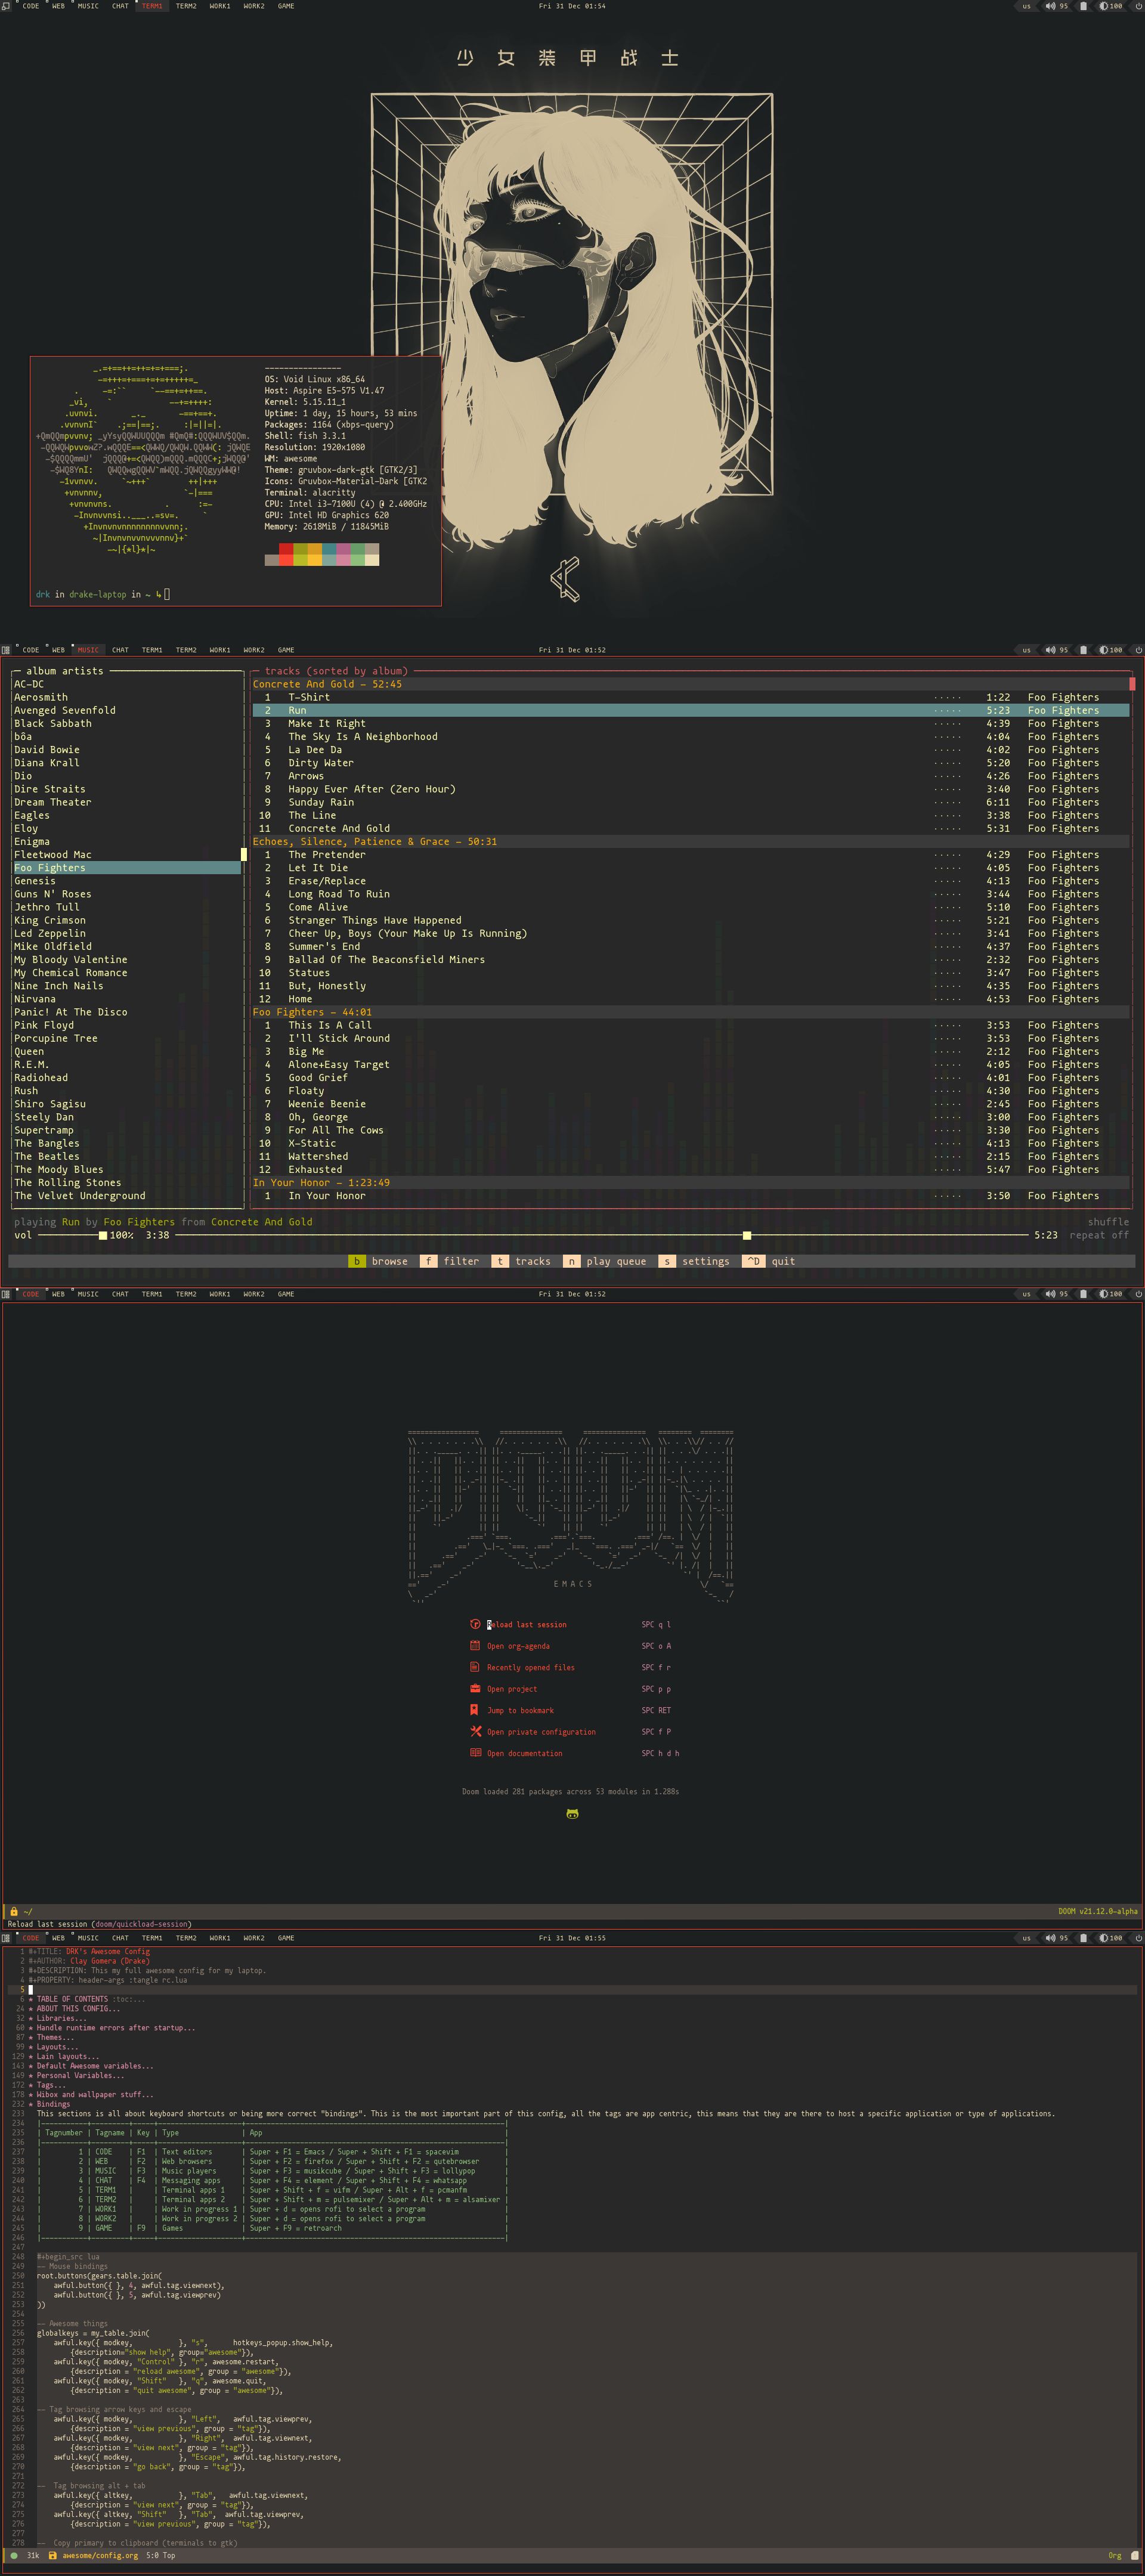 CODE WEB MUSIC CHAT TERM1 TERM2 WORK1 WORK2 GAME Fri 31 Dec 01:54 us 95 100
少女装甲战士
----------------
OS: Void Linux x86_64
Host: Aspire E5-575 V1.47
Kernel: 5.15.11_1
Uptime: 1 day, 15 hours, 53 mins
Packages: 1164 (xbps-query)
Shell: fish 3.3.1
Resolution: 1920x1080
WM: awesome
Theme: gruvbox-dark-gtk [GTK2/3]
Icons: Gruvbox-Material-Dark [GTK2
Terminal: alacritty
CPU: Intel i3-7100U (4) @ 2.400GHz
GPU: Intel HD Graphics 620
Memory: 2618MiB / 11845MiB
drk in drake-laptop in ~ ↳
CODE WEB MUSIC CHAT TERM1 TERM2 WORK1 WORK2 GAME Fri 31 Dec 01:52 us 95 100
album artists
AC-DC
Aerosmith
Avenged Sevenfold
Black Sabbath
bôa
David Bowie
Diana Krall
Dio
Dire Straits
Dream Theater
Eagles
Eloy
Enigma
Fleetwood Mac
Foo Fighters
Genesis
Guns N' Roses
Jethro Tull
King Crimson
Led Zeppelin
Mike Oldfield
My Bloody Valentine
My Chemical Romance
Nine Inch Nails
Nirvana
Panic! At The Disco
Pink Floyd
Porcupine Tree
Queen
R.E.M.
Radiohead
Rush
Shiro Sagisu
Steely Dan
Supertramp
The Bangles
The Beatles
The Moody Blues
The Rolling Stones
The Velvet Underground
tracks (sorted by album)
Concrete And Gold - 52:45
1 T-Shirt ····· 1:22 Foo Fighters
2 Run ····· 5:23 Foo Fighters
3 Make It Right ····· 4:39 Foo Fighters
4 The Sky Is A Neighborhood ····· 4:04 Foo Fighters
5 La Dee Da ····· 4:02 Foo Fighters
6 Dirty Water ····· 5:20 Foo Fighters
7 Arrows ····· 4:26 Foo Fighters
8 Happy Ever After (Zero Hour) ····· 3:40 Foo Fighters
9 Sunday Rain ····· 6:11 Foo Fighters
10 The Line ····· 3:38 Foo Fighters
11 Concrete And Gold ····· 5:31 Foo Fighters
Echoes, Silence, Patience & Grace - 50:31
1 The Pretender ····· 4:29 Foo Fighters
2 Let It Die ····· 4:05 Foo Fighters
3 Erase/Replace ····· 4:13 Foo Fighters
4 Long Road To Ruin ····· 3:44 Foo Fighters
5 Come Alive ····· 5:10 Foo Fighters
6 Stranger Things Have Happened ····· 5:21 Foo Fighters
7 Cheer Up, Boys (Your Make Up Is Running) ····· 3:41 Foo Fighters
8 Summer's End ····· 4:37 Foo Fighters
9 Ballad Of The Beaconsfield Miners ····· 2:32 Foo Fighters
10 Statues ····· 3:47 Foo Fighters
11 But, Honestly ····· 4:35 Foo Fighters
12 Home ····· 4:53 Foo Fighters
Foo Fighters - 44:01
1 This Is A Call ····· 3:53 Foo Fighters
2 I'll Stick Around ····· 3:53 Foo Fighters
3 Big Me ····· 2:12 Foo Fighters
4 Alone+Easy Target ····· 4:05 Foo Fighters
5 Good Grief ····· 4:01 Foo Fighters
6 Floaty ····· 4:30 Foo Fighters
7 Weenie Beenie ····· 2:45 Foo Fighters
8 Oh, George ····· 3:00 Foo Fighters
9 For All The Cows ····· 3:30 Foo Fighters
10 X-Static ····· 4:13 Foo Fighters
11 Wattershed ····· 2:15 Foo Fighters
12 Exhausted ····· 5:47 Foo Fighters
In Your Honor - 1:23:49
1 In Your Honor ····· 3:50 Foo Fighters
playing Run by Foo Fighters from Concrete And Gold shuffle
vol 100% 3:38 5:23 repeat off
b browse f filter t tracks n play queue s settings ^D quit
CODE WEB MUSIC CHAT TERM1 TERM2 WORK1 WORK2 GAME Fri 31 Dec 01:52 us 95 100
E M A C S
Reload last session SPC q l
Open org-agenda SPC o A
Recently opened files SPC f r
Open project SPC p p
Jump to bookmark SPC RET
Open private configuration SPC f P
Open documentation SPC h d h
Doom loaded 281 packages across 53 modules in 1.288s
~/ DOOM v21.12.0-alpha
Reload last session (doom/quickload-session)
CODE WEB MUSIC CHAT TERM1 TERM2 WORK1 WORK2 GAME Fri 31 Dec 01:55 us 95 100
1 #+TITLE: DRK's Awesome Config
2 #+AUTHOR: Clay Gomera (Drake)
3 #+DESCRIPTION: This my full awesome config for my laptop.
4 #+PROPERTY: header-args :tangle rc.lua
5
6 ★ TABLE OF CONTENTS :toc:...
24 ★ ABOUT THIS CONFIG...
32 ★ Libraries...
60 ★ Handle runtime errors after startup...
87 ★ Themes...
99 ★ Layouts...
129 ★ Lain layouts...
143 ★ Default Awesome variables...
149 ★ Personal Variables...
172 ★ Tags...
178 ★ Wibox and wallpaper stuff...
232 ★ Bindings
233 This sections is all about keyboard shortcuts or being more correct "bindings". This is the most important part of this config, all the tags are app centric, this means that they are there to host a specific application or type of applications.
234 |-----------+---------+-----+--------------------+---------------------------------------------------------------|
235 | Tagnumber | Tagname | Key | Type | App |
236 |-----------+---------+-----+--------------------+---------------------------------------------------------------|
237 | 1 | CODE | F1 | Text editors | Super + F1 = Emacs / Super + Shift + F1 = spacevim |
238 | 2 | WEB | F2 | Web browsers | Super + F2 = firefox / Super + Shift + F2 = qutebrowser |
239 | 3 | MUSIC | F3 | Music players | Super + F3 = musikcube / Super + Shift + F3 = lollypop |
240 | 4 | CHAT | F4 | Messaging apps | Super + F4 = element / Super + Shift + F4 = whatsapp |
241 | 5 | TERM1 | | Terminal apps 1 | Super + Shift + f = vifm / Super + Alt + f = pcmanfm |
242 | 6 | TERM2 | | Terminal apps 2 | Super + Shift + m = pulsemixer / Super + Alt + m = alsamixer |
243 | 7 | WORK1 | | Work in progress 1 | Super + d = opens rofi to select a program |
244 | 8 | WORK2 | | Work in progress 2 | Super + d = opens rofi to select a program |
245 | 9 | GAME | F9 | Games | Super + F9 = retroarch |
246 |-----------+---------+-----+--------------------+---------------------------------------------------------------|
247
248 #+begin_src lua
249 -- Mouse bindings
250 root.buttons(gears.table.join(
251 awful.button({ }, 4, awful.tag.viewnext),
252 awful.button({ }, 5, awful.tag.viewprev)
253 ))
254
255 -- Awesome things
256 globalkeys = my_table.join(
257 awful.key({ modkey, }, "s", hotkeys_popup.show_help,
258 {description="show help", group="awesome"}),
259 awful.key({ modkey, "Control" }, "r", awesome.restart,
260 {description = "reload awesome", group = "awesome"}),
261 awful.key({ modkey, "Shift" }, "q", awesome.quit,
262 {description = "quit awesome", group = "awesome"}),
263
264 -- Tag browsing arrow keys and escape
265 awful.key({ modkey, }, "Left", awful.tag.viewprev,
266 {description = "view previous", group = "tag"}),
267 awful.key({ modkey, }, "Right", awful.tag.viewnext,
268 {description = "view next", group = "tag"}),
269 awful.key({ modkey, }, "Escape", awful.tag.history.restore,
270 {description = "go back", group = "tag"}),
271
272 -- Tag browsing alt + tab
273 awful.key({ altkey, }, "Tab", awful.tag.viewnext,
274 {description = "view next", group = "tag"}),
275 awful.key({ altkey, "Shift" }, "Tab", awful.tag.viewprev,
276 {description = "view previous", group = "tag"}),
277
278 -- Copy primary to clipboard (terminals to gtk)
31k awesome/config.org 5:0 Top Org